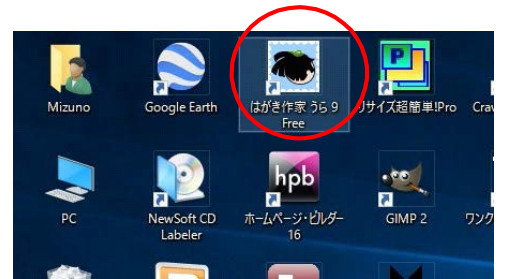 Mizuno
Google Earth
はがき作家 うら 9
Free
リサイズ超簡単!Pro
Crav
PC
NewSoft CD
Labeler
hpb
ホームページ・ビルダー
16
GIMP 2
ワンク